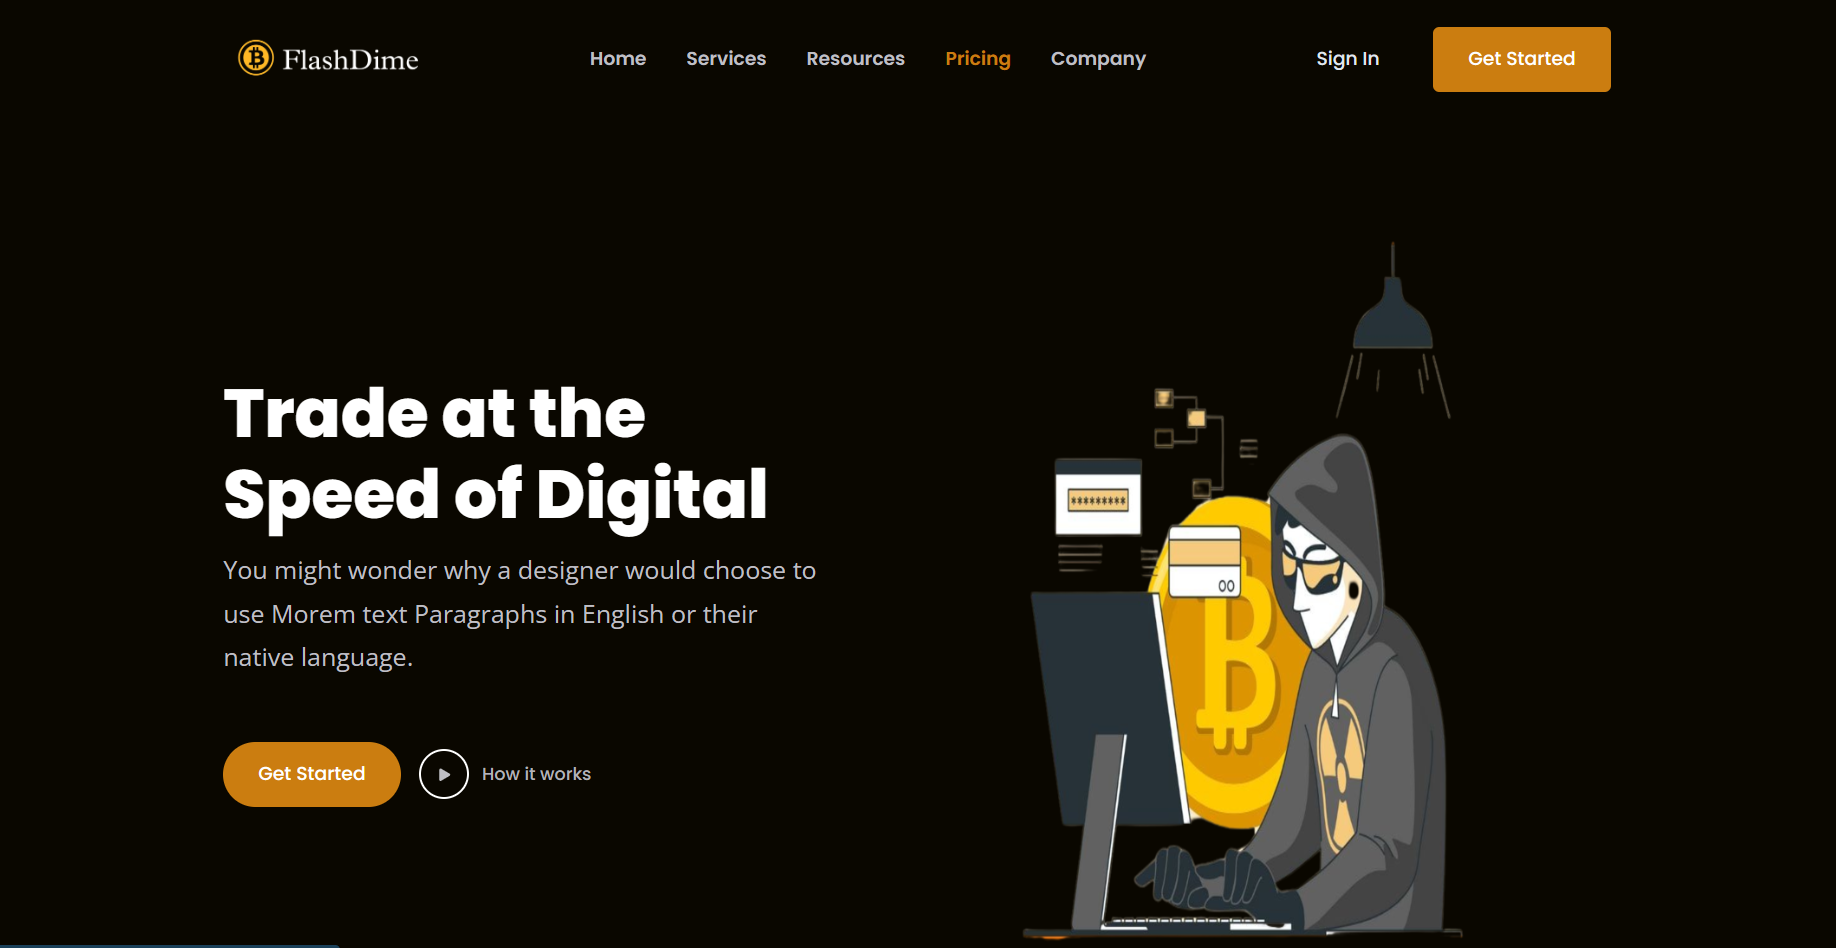 FlashDime
Home Services Resources Pricing Company Sign In Get Started
Trade at the
Speed of Digital
You might wonder why a designer would choose to
use Morem text Paragraphs in English or their
native language.
Get Started How it works
*********
00